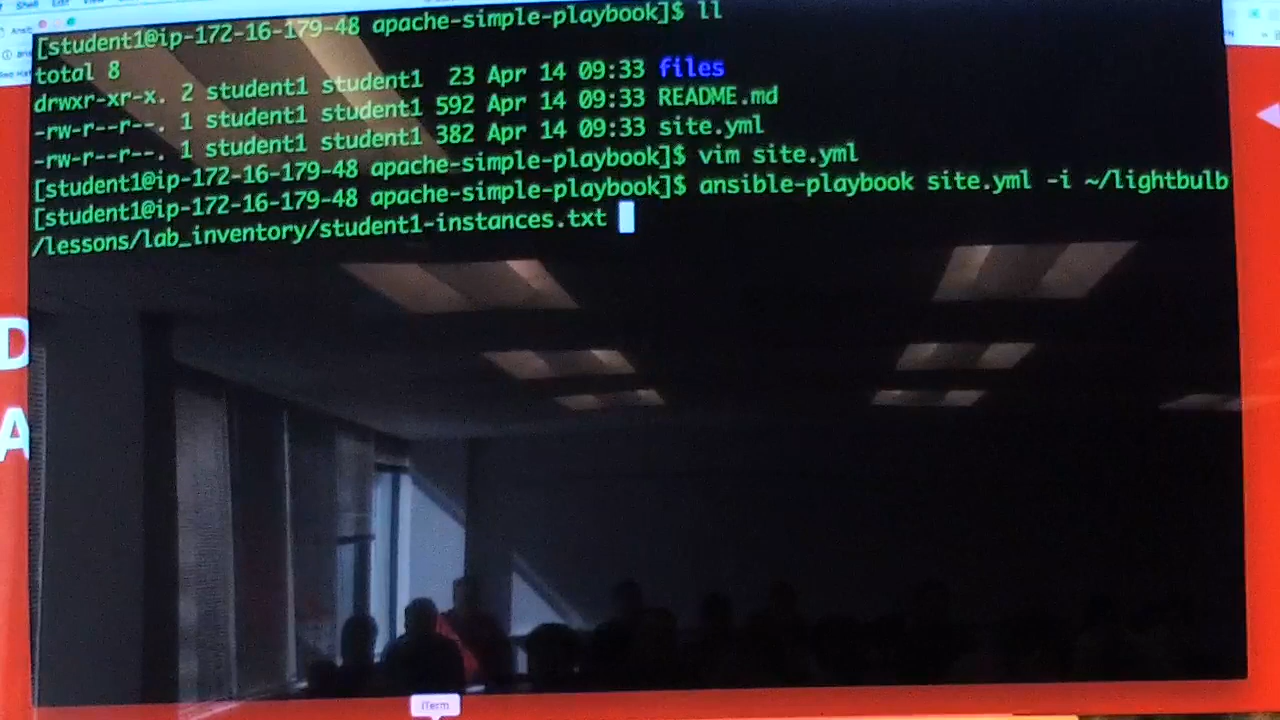 Shell Edit View
[student1@ip-172-16-179-48 apache-simple-playbook]$ ll
total 8
drwxr-xr-x. 2 student1 student1 23 Apr 14 09:33 files
-rw-r--r--. 1 student1 student1 592 Apr 14 09:33 README.md
-rw-r--r--. 1 student1 student1 382 Apr 14 09:33 site.yml
[student1@ip-172-16-179-48 apache-simple-playbook]$ vim site.yml
[student1@ip-172-16-179-48 apache-simple-playbook]$ ansible-playbook site.yml -i ~/lightbulb
/lessons/lab_inventory/student1-instances.txt
D
A
iTerm